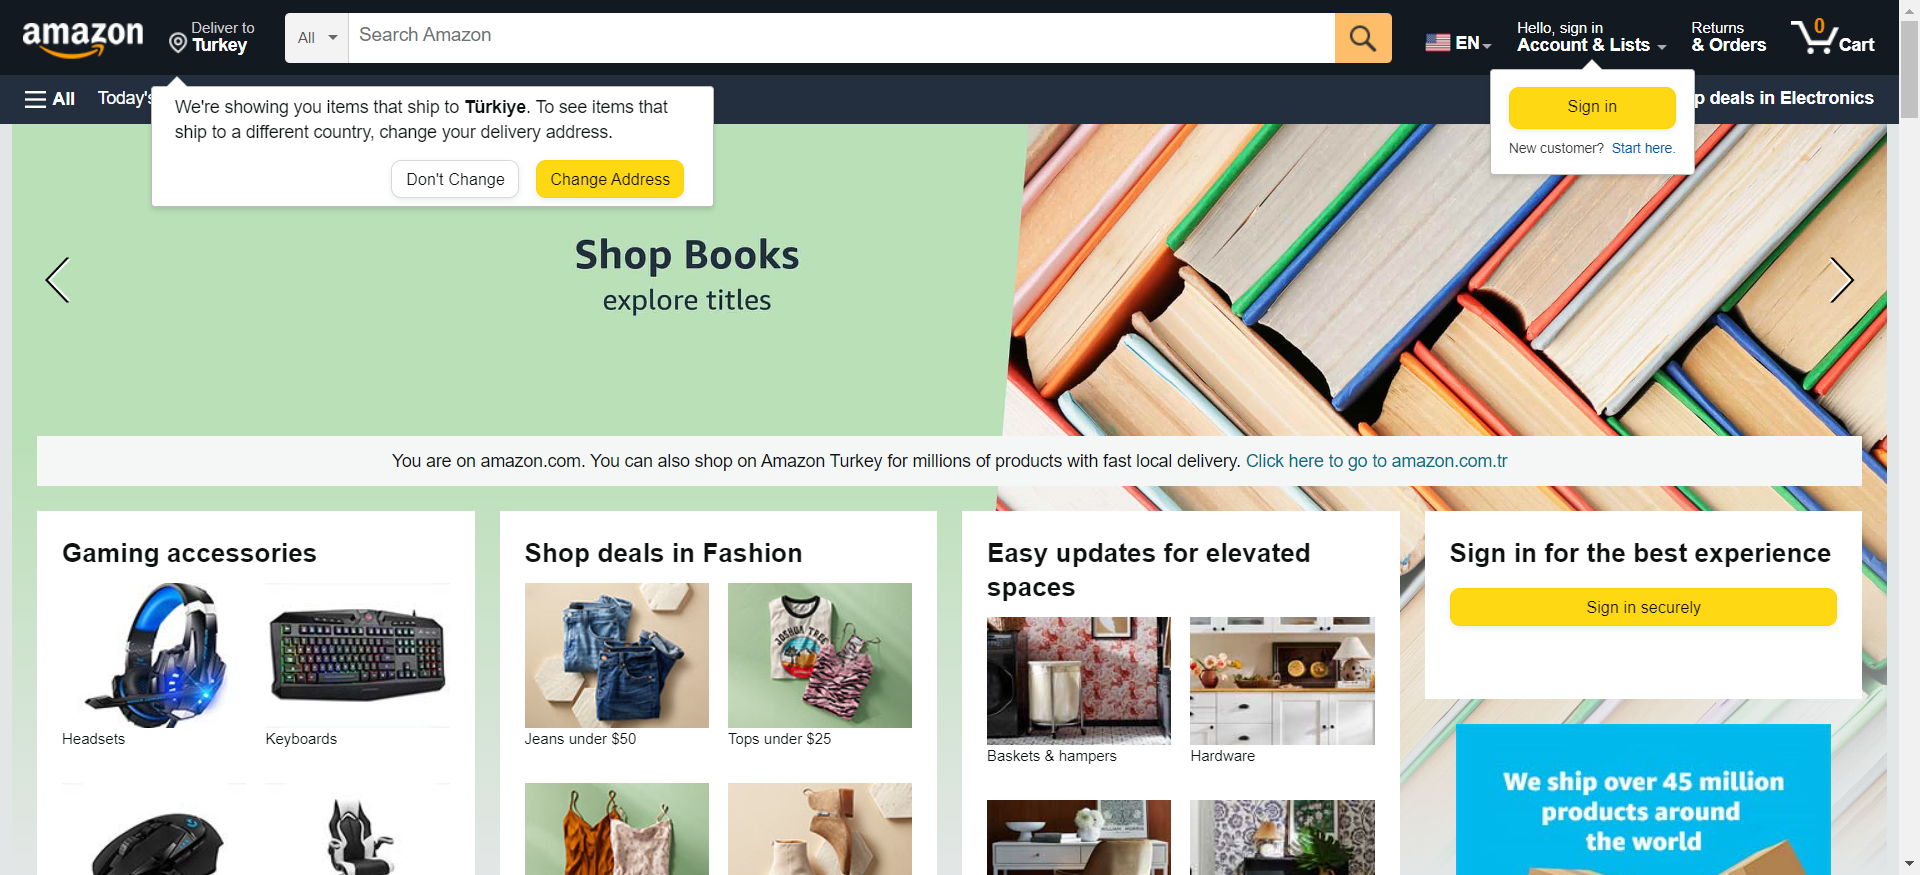 amazon
Deliver to
Turkey
All
Search Amazon
EN
Hello, sign in
Account & Lists
Returns
& Orders
0
Cart
All
Today's
p deals in Electronics
We're showing you items that ship to Türkiye. To see items that
ship to a different country, change your delivery address.
Don't Change
Change Address
Sign in
New customer? Start here.
Shop Books
explore titles
You are on amazon.com. You can also shop on Amazon Turkey for millions of products with fast local delivery. Click here to go to amazon.com.tr
Gaming accessories
Headsets
Keyboards
Shop deals in Fashion
JOSHUA TREE
Jeans under $50
Tops under $25
Easy updates for elevated
spaces
Baskets & hampers
Hardware
WILLIAM MORRIS
Sign in for the best experience
Sign in securely
We ship over 45 million
products around
the world